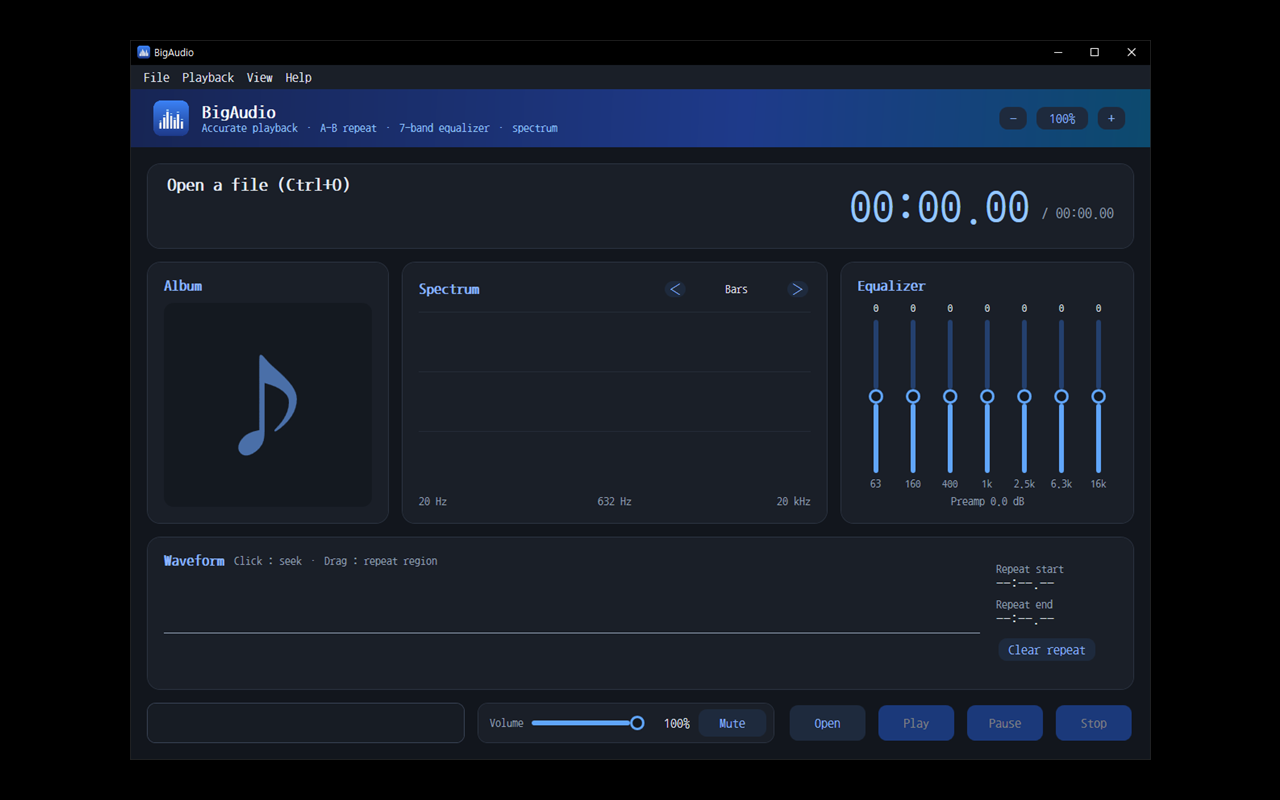 BigAudio
File Playback View Help
BigAudio
Accurate playback · A-B repeat · 7-band equalizer · spectrum
− 100% +
Open a file (Ctrl+O)
00:00.00 / 00:00.00
Album
Spectrum < Bars >
20 Hz 632 Hz 20 kHz
Equalizer
0 0 0 0 0 0 0
63 160 400 1k 2.5k 6.3k 16k
Preamp 0.0 dB
Waveform Click : seek · Drag : repeat region
Repeat start
--:--.--
Repeat end
--:--.--
Clear repeat
Volume 100% Mute Open Play Pause Stop